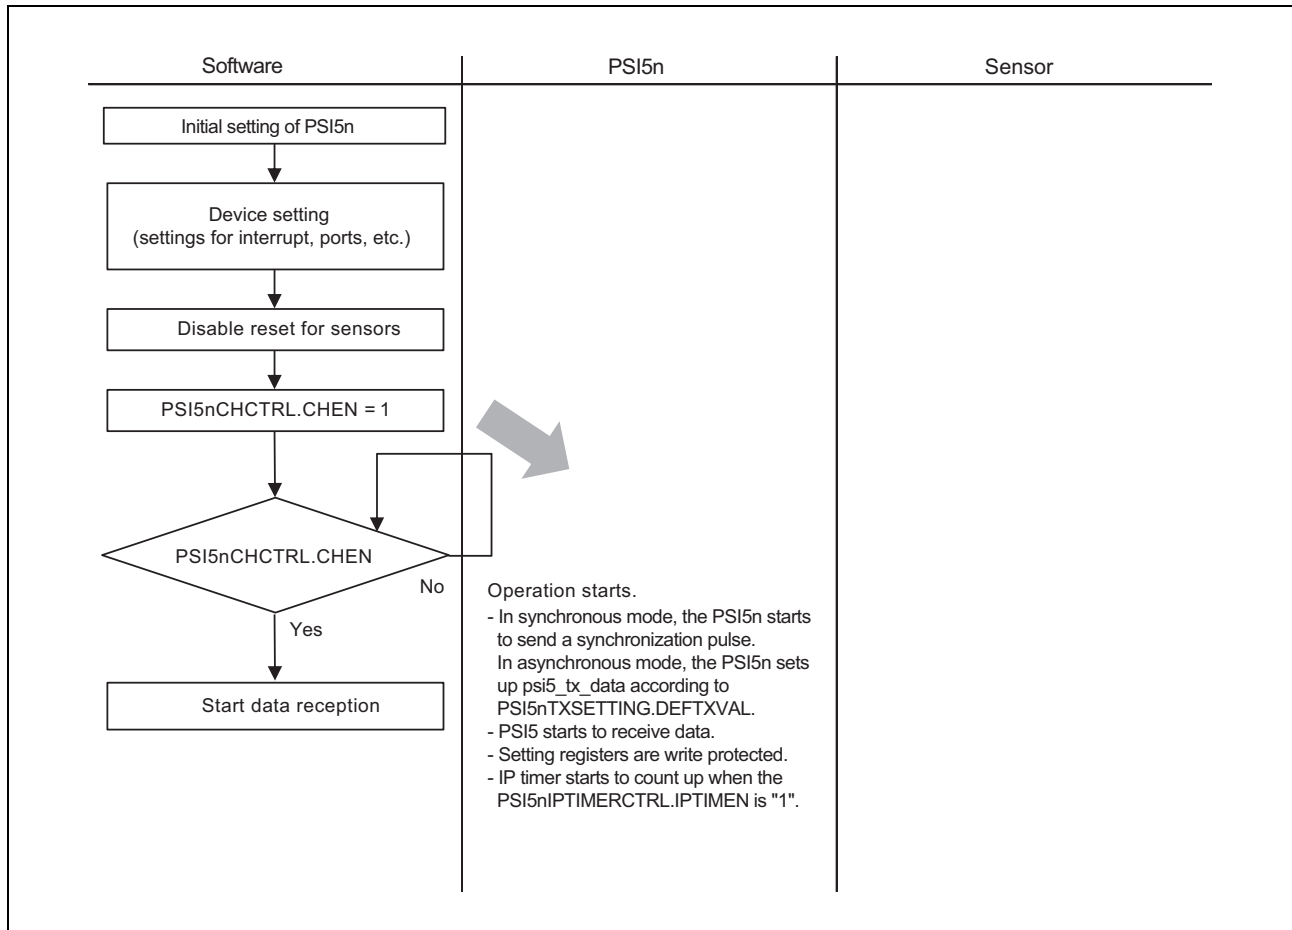 Software
PSI5n
Sensor
Initial setting of PSI5n
Device setting
(settings for interrupt, ports, etc.)
Disable reset for sensors
PSI5nCHCTRL.CHEN = 1
PSI5nCHCTRL.CHEN
No
Yes
Start data reception
Operation starts.
- In synchronous mode, the PSI5n starts
to send a synchronization pulse.
In asynchronous mode, the PSI5n sets
up psi5_tx_data according to
PSI5nTXSETTING.DEFTXVAL.
- PSI5 starts to receive data.
- Setting registers are write protected.
- IP timer starts to count up when the
PSI5nIPTIMERCTRL.IPTIMEN is "1".